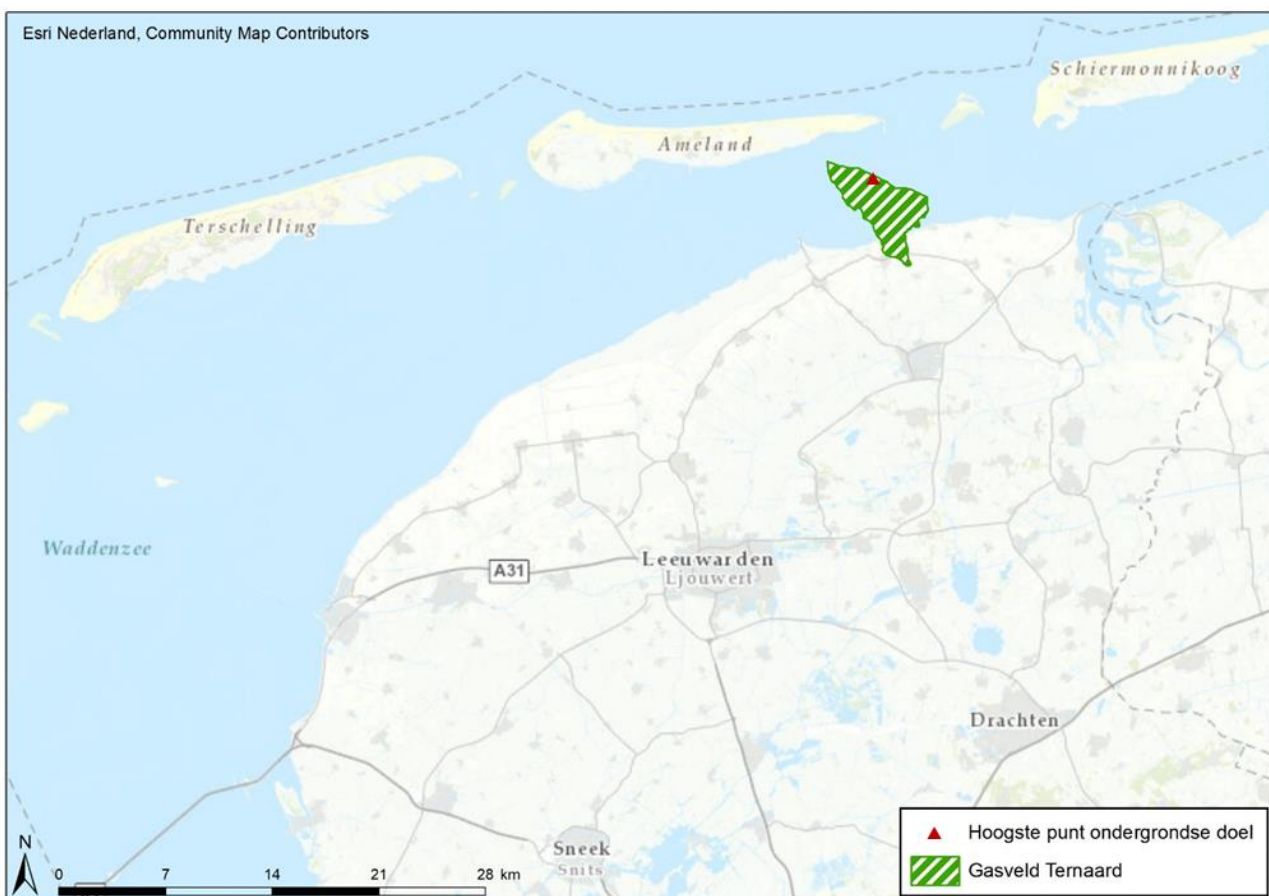 Esri Nederland, Community Map Contributors
Schiermonnikoog
Ameland
Terschelling
Waddenzee
A31
Leeuwarden
Ljouwert
Drachten
Sneek
Snits
N
0 7 14 21 28 km
Hoogste punt ondergrondse doel
Gasveld Ternaard